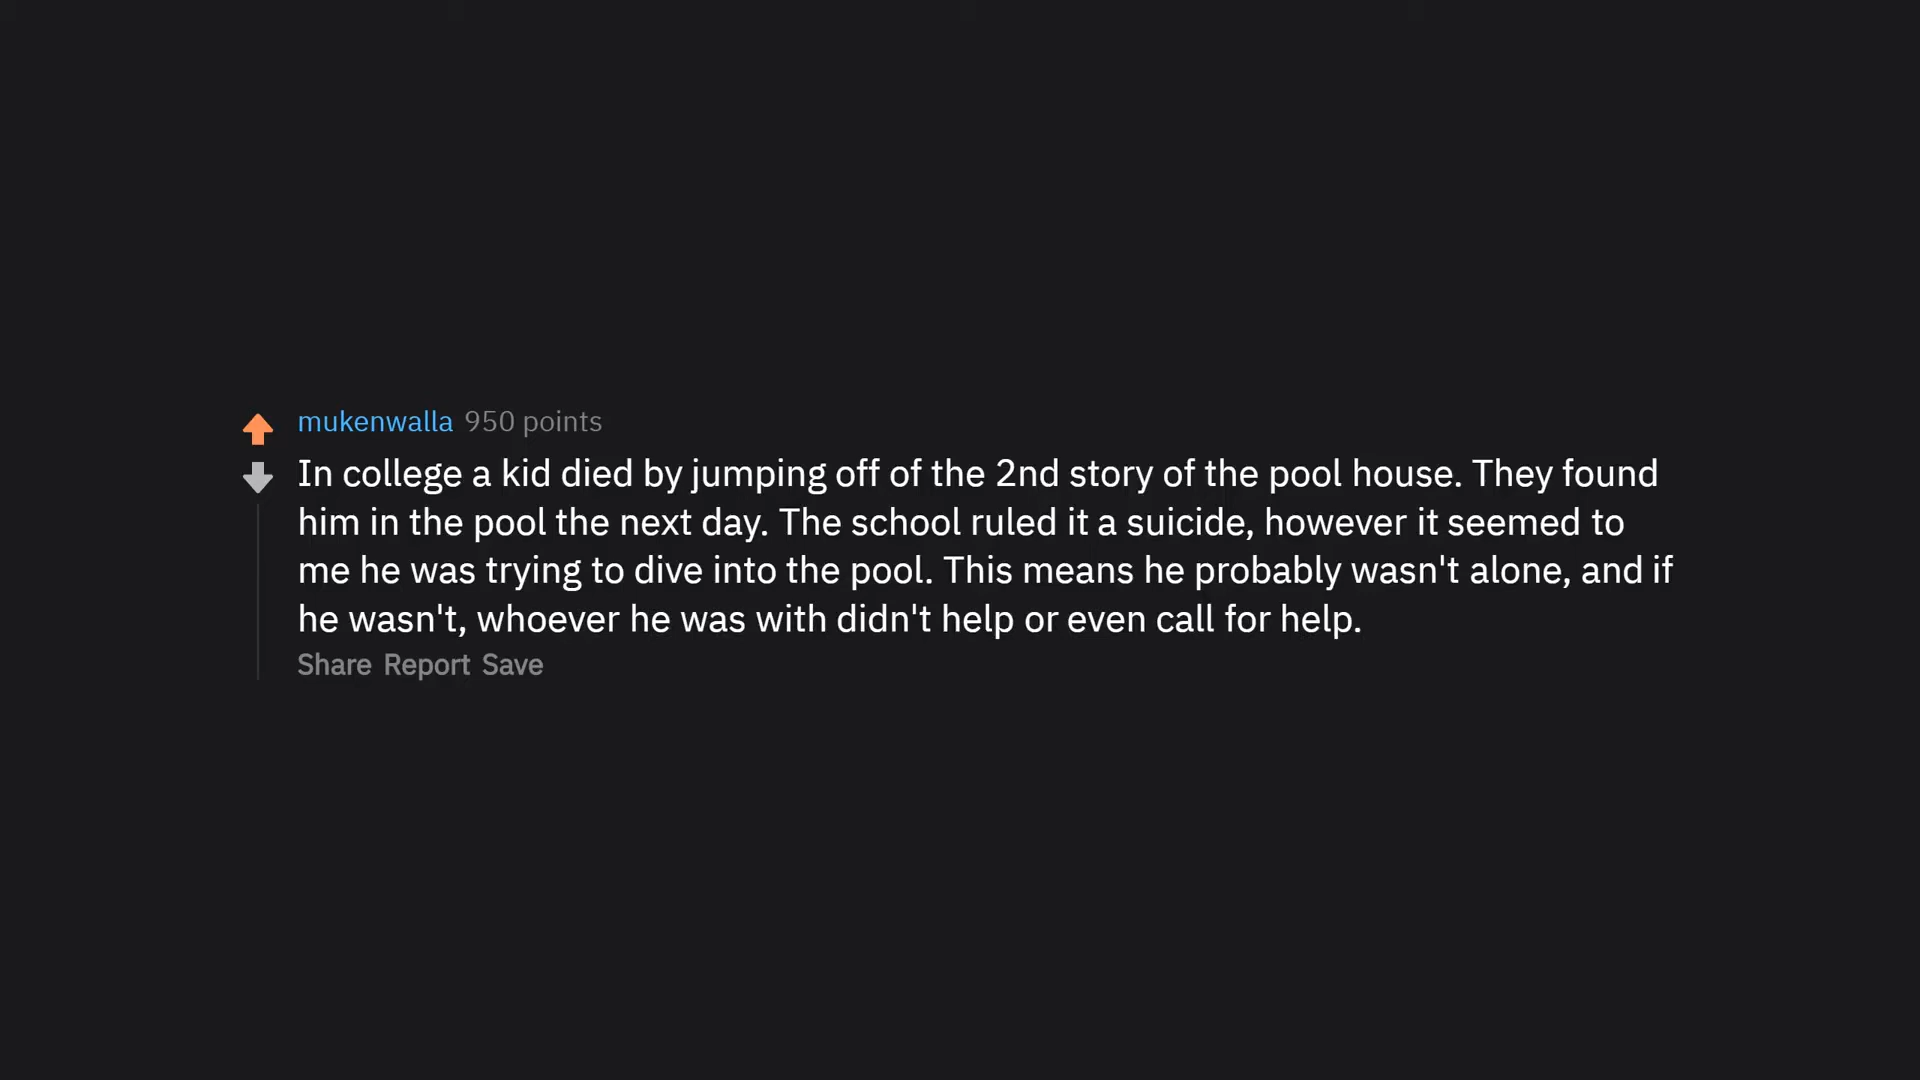 mukenwalla 950 points
In college a kid died by jumping off of the 2nd story of the pool house. They found
him in the pool the next day. The school ruled it a suicide, however it seemed to
me he was trying to dive into the pool. This means he probably wasn't alone, and if
he wasn't, whoever he was with didn't help or even call for help.
Share Report Save